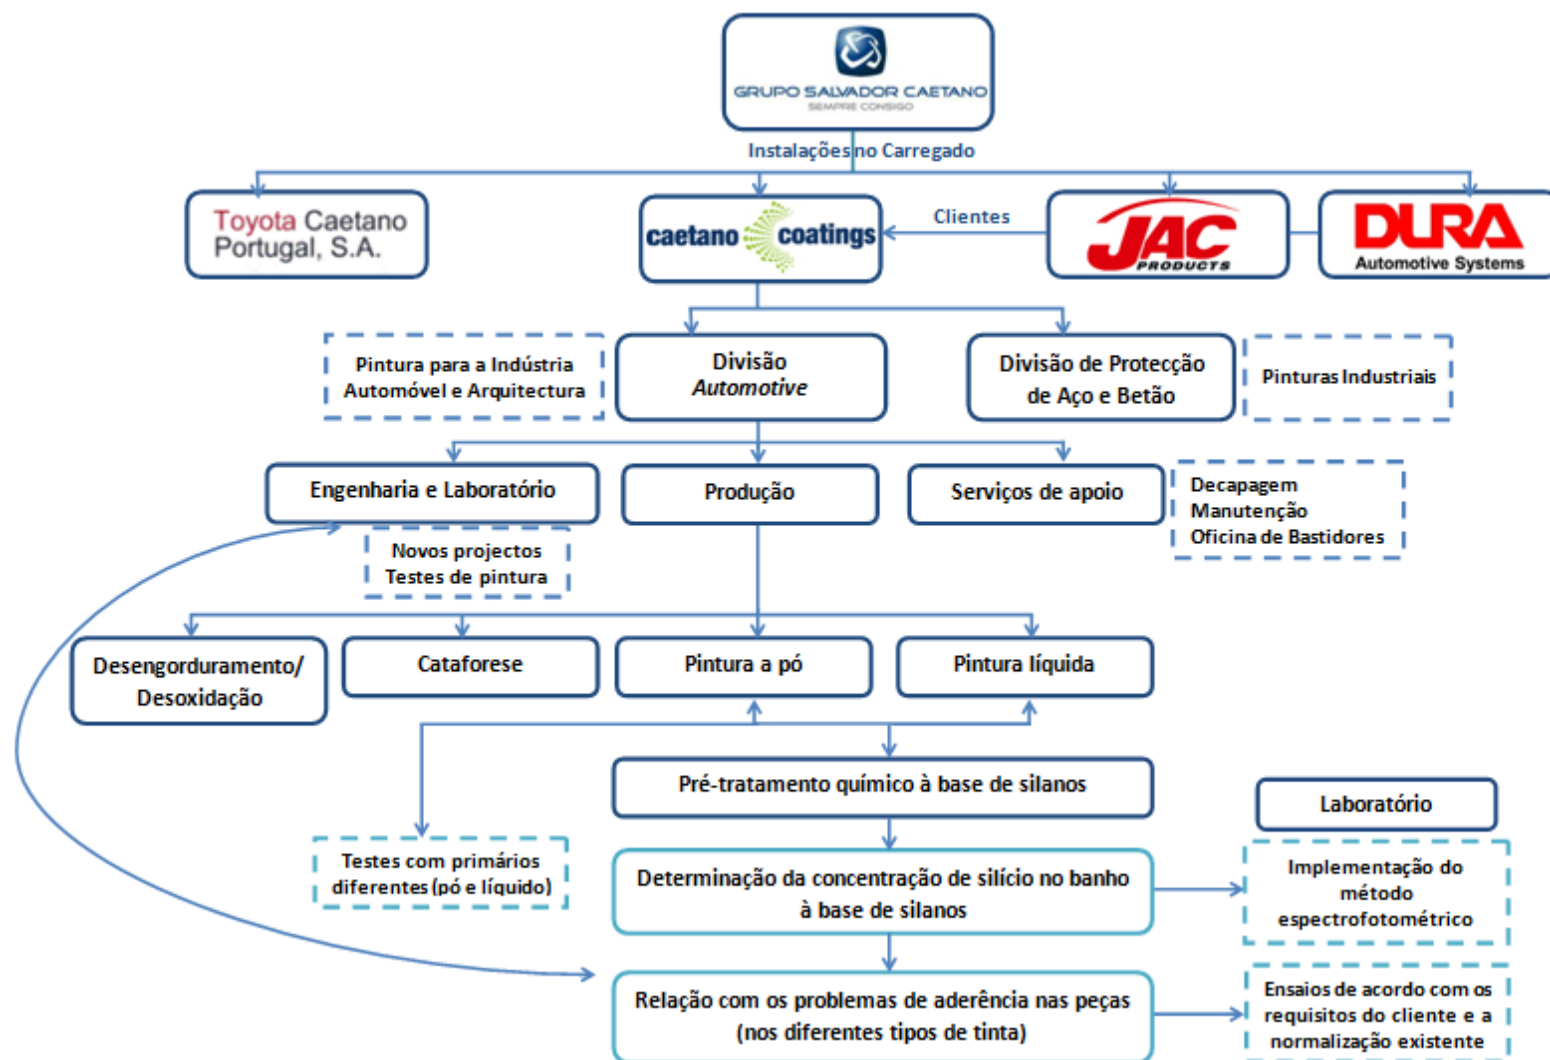 GRUPO SALVADOR CAETANO
SEMPRE CONSIGO
Instalações no Carregado
Toyota Caetano
Portugal, S.A.
caetano coatings
Clientes
JAC
PRODUCTS
DURA
Automotive Systems
Pintura para a Indústria
Automóvel e Arquitectura
Divisão
Automotive
Divisão de Protecção
de Aço e Betão
Pinturas Industriais
Engenharia e Laboratório
Produção
Serviços de apoio
Decapagem
Manutenção
Oficina de Bastidores
Novos projectos
Testes de pintura
Desengorduramento/
Desoxidação
Cataforese
Pintura a pó
Pintura líquida
Pré-tratamento químico à base de silanos
Laboratório
Testes com primários
diferentes (pó e líquido)
Determinação da concentração de silício no banho
à base de silanos
Implementação do
método
espectrofotométrico
Relação com os problemas de aderência nas peças
(nos diferentes tipos de tinta)
Ensaios de acordo com os
requisitos do cliente e a
normalização existente